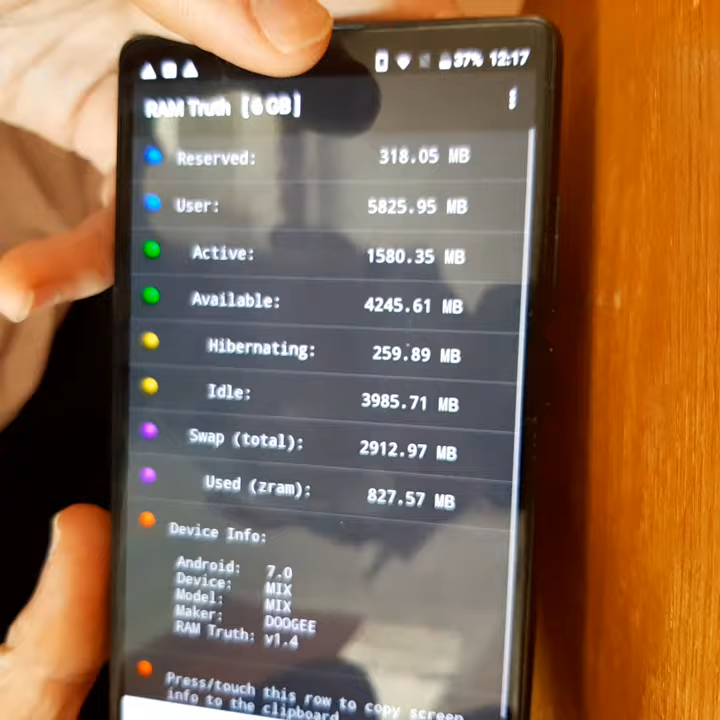 37% 12:17
RAM Truth [6 GB]
Reserved: 318.05 MB
User: 5825.95 MB
Active: 1580.35 MB
Available: 4245.61 MB
Hibernating: 259.89 MB
Idle: 3985.71 MB
Swap (total): 2912.97 MB
Used (zram): 827.57 MB
Device Info:
Android: 7.0
Device: MIX
Model: MIX
Maker: DOOGEE
RAM Truth: v1.4
Press/touch this row to copy screen
info to the clipboard